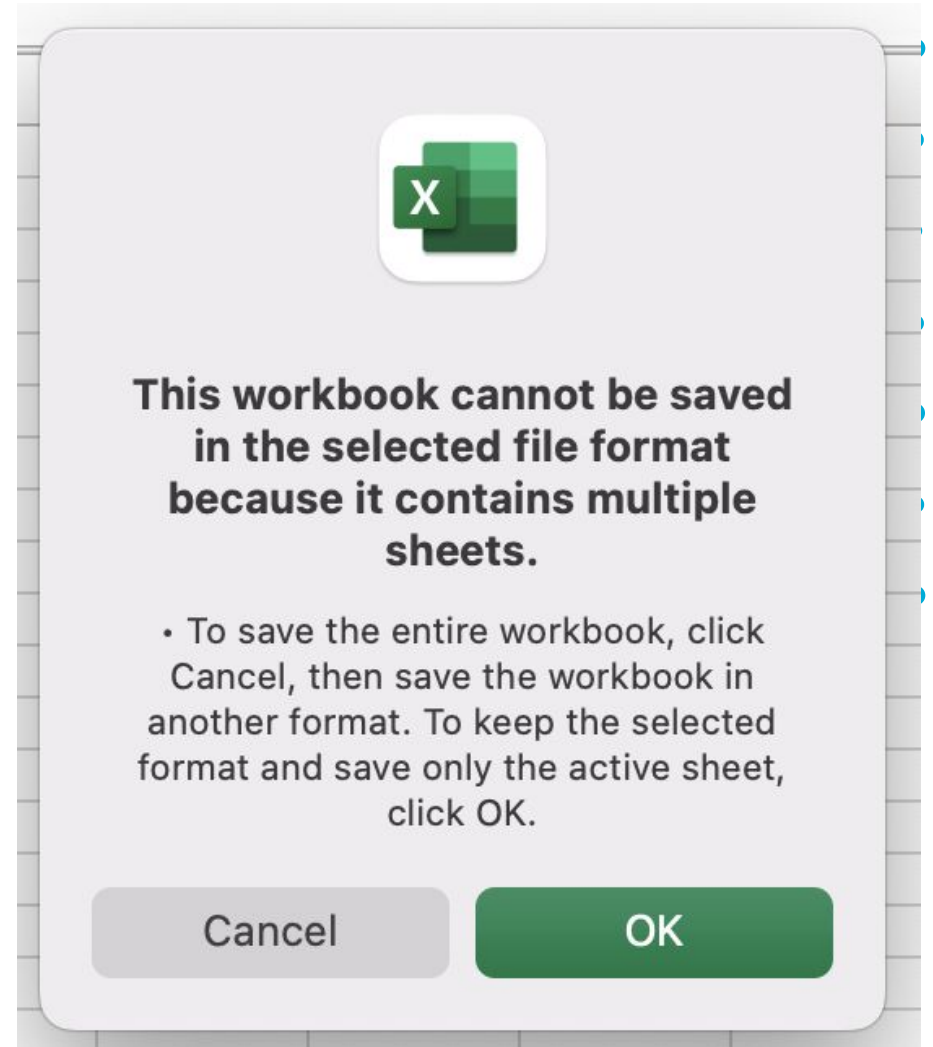 X
This workbook cannot be saved
in the selected file format
because it contains multiple
sheets.
• To save the entire workbook, click
Cancel, then save the workbook in
another format. To keep the selected
format and save only the active sheet,
click OK.
Cancel
OK